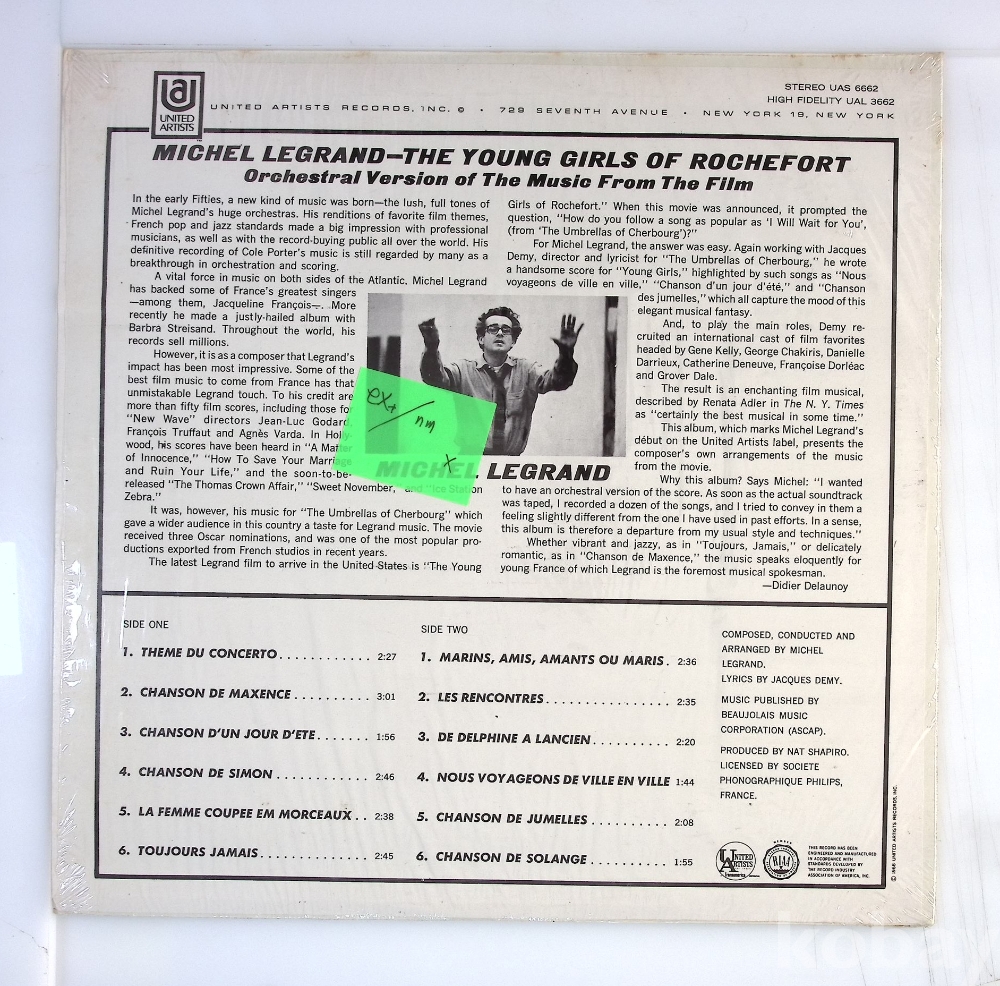 UNITED ARTISTS
UNITED ARTISTS RECORDS, INC. © • 729 SEVENTH AVENUE • NEW YORK 19, NEW YORK
STEREO UAS 6662
HIGH FIDELITY UAL 3662
MICHEL LEGRAND—THE YOUNG GIRLS OF ROCHEFORT
Orchestral Version of The Music From The Film
In the early Fifties, a new kind of music was born—the lush, full tones of
Michel Legrand's huge orchestras. His renditions of favorite film themes,
French pop and jazz standards made a big impression with professional
musicians, as well as with the record-buying public all over the world. His
definitive recording of Cole Porter's music is still regarded by many as a
breakthrough in orchestration and scoring.
A vital force in music on both sides of the Atlantic, Michel Legrand
has backed some of France's greatest singers
—among them, Jacqueline François—. More
recently he made a justly-hailed album with
Barbra Streisand. Throughout the world, his
records sell millions.
However, it is as a composer that Legrand's
impact has been most impressive. Some of the
best film music to come from France has that
unmistakable Legrand touch. To his credit are
more than fifty film scores, including those for
"New Wave" directors Jean-Luc Godard,
François Truffaut and Agnès Varda. In Holly-
wood, his scores have been heard in "A Matter
of Innocence," "How To Save Your Marriage
and Ruin Your Life," and the soon-to-be-
released "The Thomas Crown Affair," "Sweet November," and "Ice Station
Zebra."
It was, however, his music for "The Umbrellas of Cherbourg" which
gave a wider audience in this country a taste for Legrand music. The movie
received three Oscar nominations, and was one of the most popular pro-
ductions exported from French studios in recent years.
The latest Legrand film to arrive in the United States is "The Young
Girls of Rochefort." When this movie was announced, it prompted the
question, "How do you follow a song as popular as 'I Will Wait for You',
(from 'The Umbrellas of Cherbourg')?"
For Michel Legrand, the answer was easy. Again working with Jacques
Demy, director and lyricist for "The Umbrellas of Cherbourg," he wrote
a handsome score for "Young Girls," highlighted by such songs as "Nous
voyageons de ville en ville," "Chanson d'un jour d'été," and "Chanson
des jumelles," which all capture the mood of this
elegant musical fantasy.
And, to play the main roles, Demy re-
cruited an international cast of film favorites
headed by Gene Kelly, George Chakiris, Danielle
Darrieux, Catherine Deneuve, Françoise Dorléac
and Grover Dale.
The result is an enchanting film musical,
described by Renata Adler in The N. Y. Times
as "certainly the best musical in some time."
This album, which marks Michel Legrand's
début on the United Artists label, presents the
composer's own arrangements of the music
from the movie.
Why this album? Says Michel: "I wanted
to have an orchestral version of the score. As soon as the actual soundtrack
was taped, I recorded a dozen of the songs, and I tried to convey in them a
feeling slightly different from the one I have used in past efforts. In a sense,
this album is therefore a departure from my usual style and techniques."
Whether vibrant and jazzy, as in "Toujours, Jamais," or delicately
romantic, as in "Chanson de Maxence," the music speaks eloquently for
young France of which Legrand is the foremost musical spokesman.
—Didier Delaunoy
ex+/nm
x
MICHEL LEGRAND
SIDE ONE
1. THEME DU CONCERTO............ 2:27
2. CHANSON DE MAXENCE.......... 3:01
3. CHANSON D'UN JOUR D'ETE....... 1:56
4. CHANSON DE SIMON............ 2:46
5. LA FEMME COUPEE EM MORCEAUX.. 2:38
6. TOUJOURS JAMAIS.............. 2:45
SIDE TWO
1. MARINS, AMIS, AMANTS OU MARIS. 2:36
2. LES RENCONTRES................ 2:35
3. DE DELPHINE A LANCIEN.......... 2:20
4. NOUS VOYAGEONS DE VILLE EN VILLE 1:44
5. CHANSON DE JUMELLES.......... 2:08
6. CHANSON DE SOLANGE.......... 1:55
COMPOSED, CONDUCTED AND
ARRANGED BY MICHEL
LEGRAND.
LYRICS BY JACQUES DEMY.
MUSIC PUBLISHED BY
BEAUJOLAIS MUSIC
CORPORATION (ASCAP).
PRODUCED BY NAT SHAPIRO.
LICENSED BY SOCIETE
PHONOGRAPHIQUE PHILIPS,
FRANCE.
UNITED ARTISTS
RIAA
THIS RECORD HAS BEEN
ENGINEERED AND MANUFACTURED
IN ACCORDANCE WITH
STANDARDS DEVELOPED BY
THE RECORD INDUSTRY
ASSOCIATION OF AMERICA, INC.
© 1968 UNITED ARTISTS RECORDS, INC.